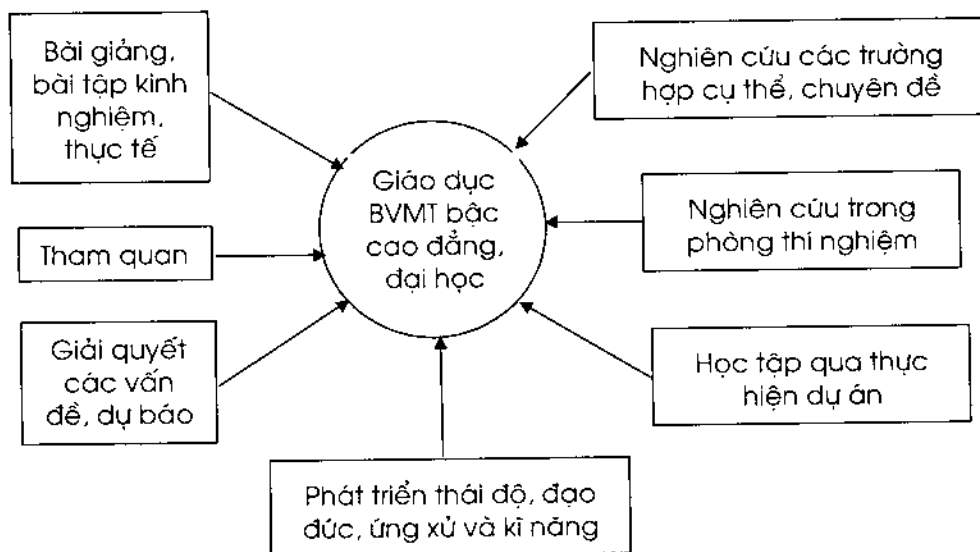 Bài giảng,
bài tập kinh
nghiệm,
thực tế
Nghiên cứu các trường
hợp cụ thể, chuyên đề
Giáo dục
BVMT bậc
cao đẳng,
đại học
Nghiên cứu trong
phòng thí nghiệm
Tham quan
Giải quyết
các vấn
đề, dự báo
Học tập qua thực
hiện dự án
Phát triển thái độ, đạo
đức, ứng xử và kĩ năng